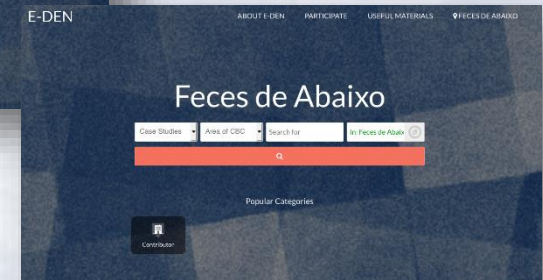 E-DEN ABOUT E-DEN PARTICIPATE USEFUL MATERIALS FECES DE ABAIXO
Feces de Abaixo
Case Studies Area of CBC Search for In: Feces de Abaix
Popular Categories
Contributor